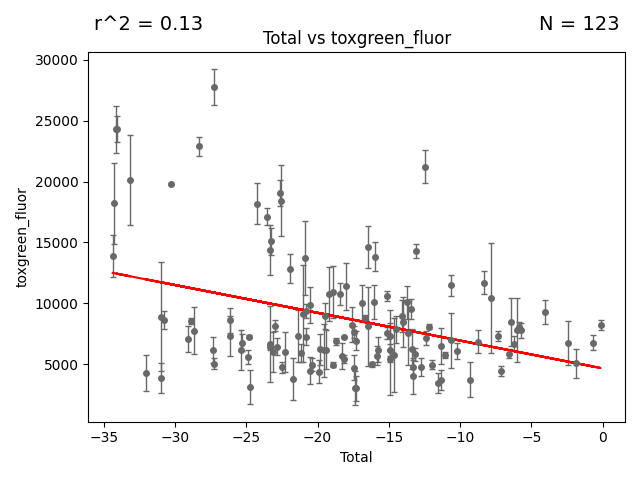 r^2 = 0.13
N = 123
Total vs toxgreen_fluor
30000
25000
20000
15000
10000
5000
toxgreen_fluor
−35 −30 −25 −20 −15 −10 −5 0
Total